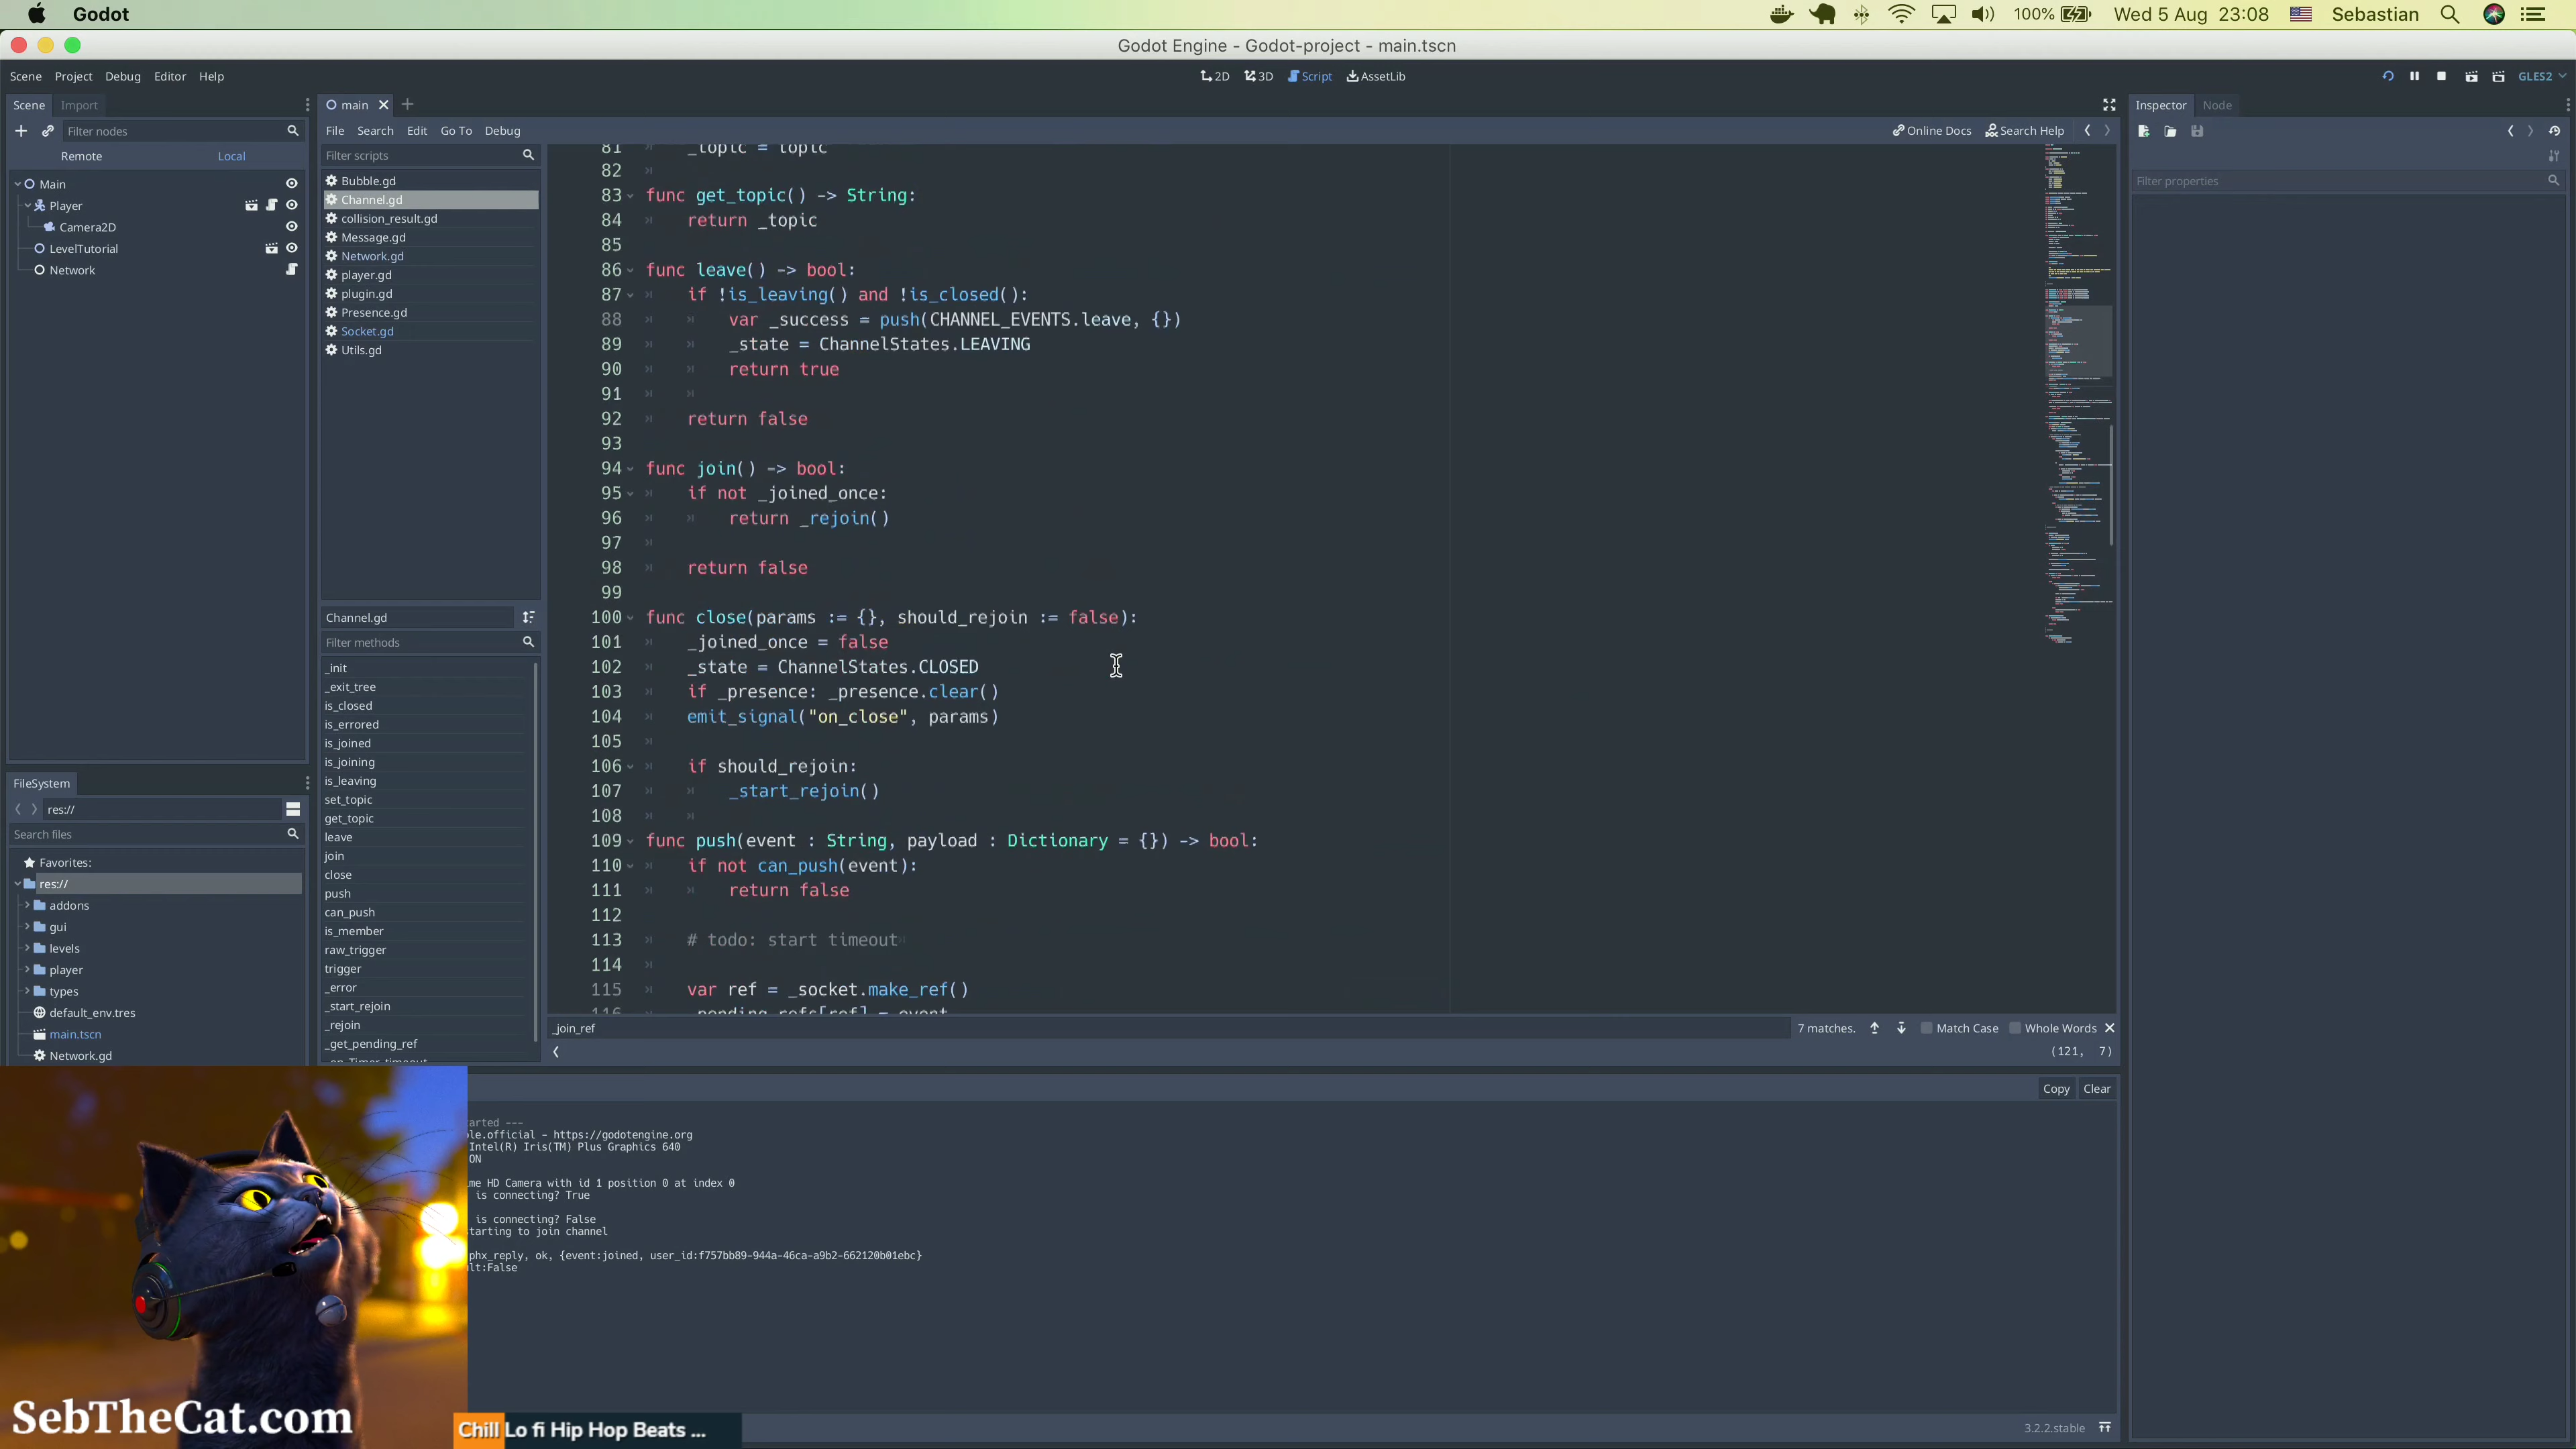 Godot
100%
Wed 5 Aug 23:08
Sebastian
Godot Engine - Godot-project - main.tscn
Scene Project Debug Editor Help
2D 3D Script AssetLib
GLES2
Scene Import
Filter nodes
Remote Local
Main
Player
Camera2D
LevelTutorial
Network
FileSystem
res://
Search files
Favorites:
res://
addons
gui
levels
player
types
default_env.tres
main.tscn
Network.gd
main
File Search Edit Go To Debug
Online Docs Search Help
Filter scripts
Bubble.gd
Channel.gd
collision_result.gd
Message.gd
Network.gd
player.gd
plugin.gd
Presence.gd
Socket.gd
Utils.gd
Channel.gd
Filter methods
_init
_exit_tree
is_closed
is_errored
is_joined
is_joining
is_leaving
set_topic
get_topic
leave
join
close
push
can_push
is_member
raw_trigger
trigger
_error
_start_rejoin
_rejoin
_get_pending_ref
_on_Timer_timeout
81 _topic = topic
82
83 func get_topic() -> String:
84 return _topic
85
86 func leave() -> bool:
87 if !is_leaving() and !is_closed():
88 var _success = push(CHANNEL_EVENTS.leave, {})
89 _state = ChannelStates.LEAVING
90 return true
91
92 return false
93
94 func join() -> bool:
95 if not _joined_once:
96 return _rejoin()
97
98 return false
99
100 func close(params := {}, should_rejoin := false):
101 _joined_once = false
102 _state = ChannelStates.CLOSED
103 if _presence: _presence.clear()
104 emit_signal("on_close", params)
105
106 if should_rejoin:
107 _start_rejoin()
108
109 func push(event : String, payload : Dictionary = {}) -> bool:
110 if not can_push(event):
111 return false
112
113 # todo: start timeout
114
115 var ref = _socket.make_ref()
116 _pending_refs[ref] = event
_join_ref
7 matches. Match Case Whole Words
(121, 7)
Copy Clear
arted ---
le.official - https://godotengine.org
Intel(R) Iris(TM) Plus Graphics 640
ON
me HD Camera with id 1 position 0 at index 0
is connecting? True
is connecting? False
tarting to join channel
phx_reply, ok, {event:joined, user_id:f757bb89-944a-46ca-a9b2-662120b01ebc}
lt:False
3.2.2.stable
Inspector Node
Filter properties
SebTheCat.com
Chill Lo fi Hip Hop Beats ...